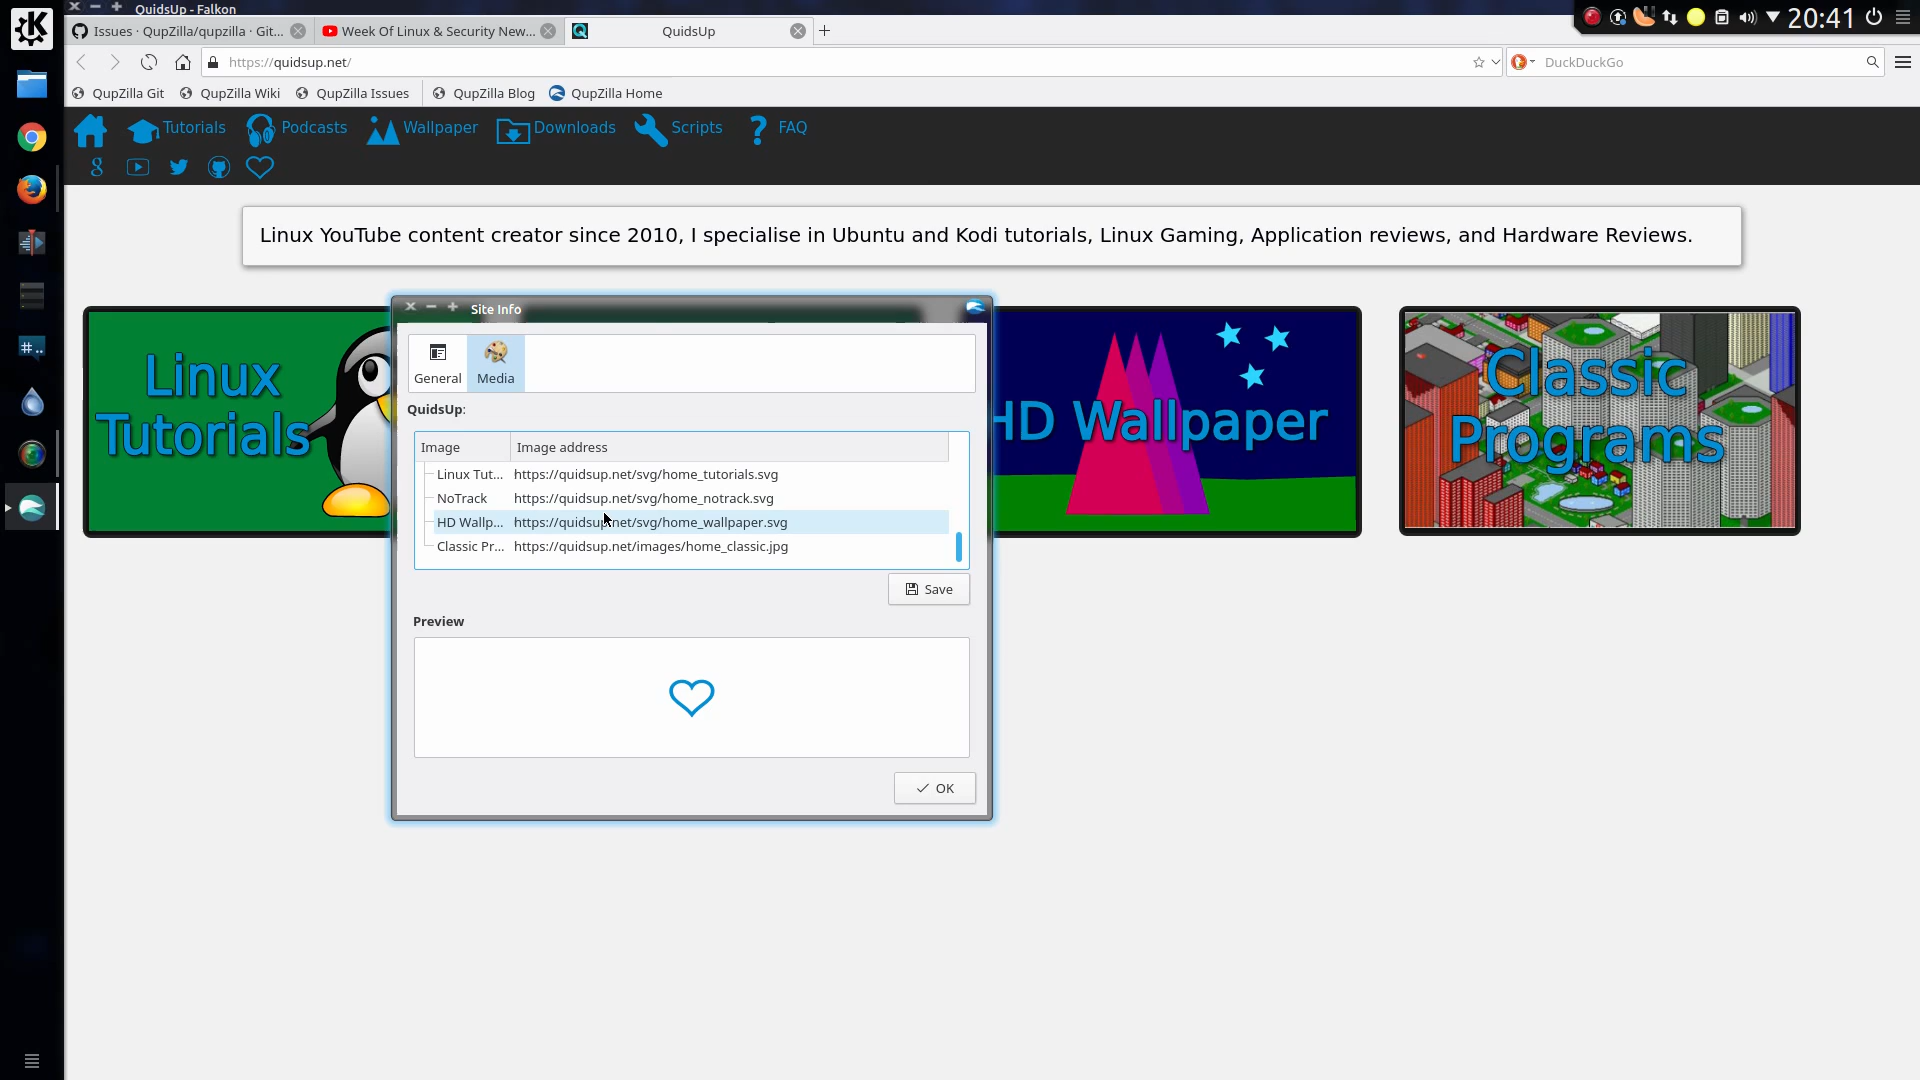 QuidsUp - Falkon
20:41
Issues · QupZilla/qupzilla · Git...
Week Of Linux & Security New...
QuidsUp
https://quidsup.net/
DuckDuckGo
QupZilla Git
QupZilla Wiki
QupZilla Issues
QupZilla Blog
QupZilla Home
Tutorials
Podcasts
Wallpaper
Downloads
Scripts
FAQ
Linux YouTube content creator since 2010, I specialise in Ubuntu and Kodi tutorials, Linux Gaming, Application reviews, and Hardware Reviews.
Linux
Tutorials
HD Wallpaper
Classic
Programs
Site Info
General
Media
QuidsUp:
Image
Image address
Linux Tut... https://quidsup.net/svg/home_tutorials.svg
NoTrack https://quidsup.net/svg/home_notrack.svg
HD Wallp... https://quidsup.net/svg/home_wallpaper.svg
Classic Pr... https://quidsup.net/images/home_classic.jpg
Save
Preview
OK